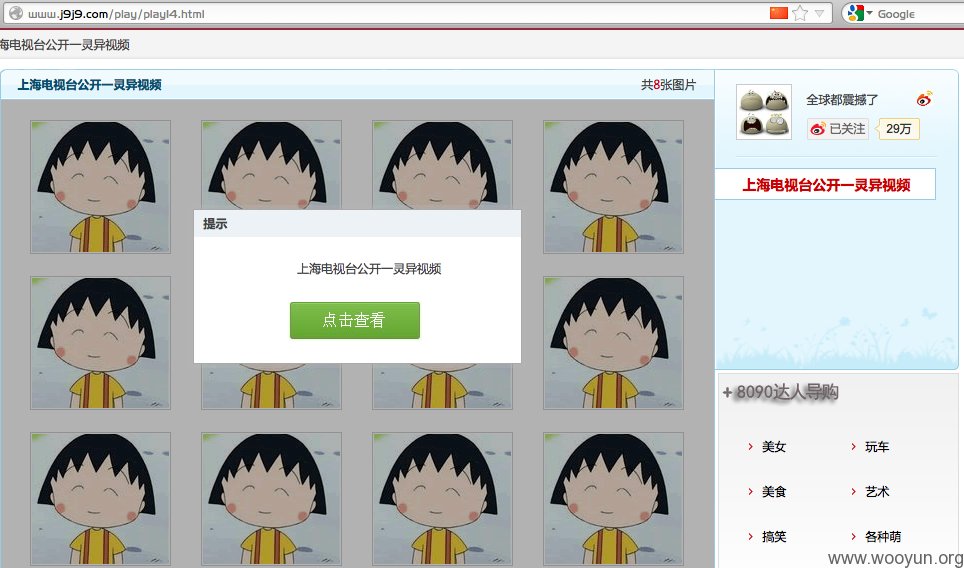 www.j9j9.com/play/playl4.html
Google
海电视台公开一灵异视频
上海电视台公开一灵异视频
共8张图片
全球都震撼了
已关注
29万
上海电视台公开一灵异视频
提示
上海电视台公开一灵异视频
点击查看
+ 8090达人导购
› 美女
› 玩车
› 美食
› 艺术
› 搞笑
› 各种萌
www.wooyun.org